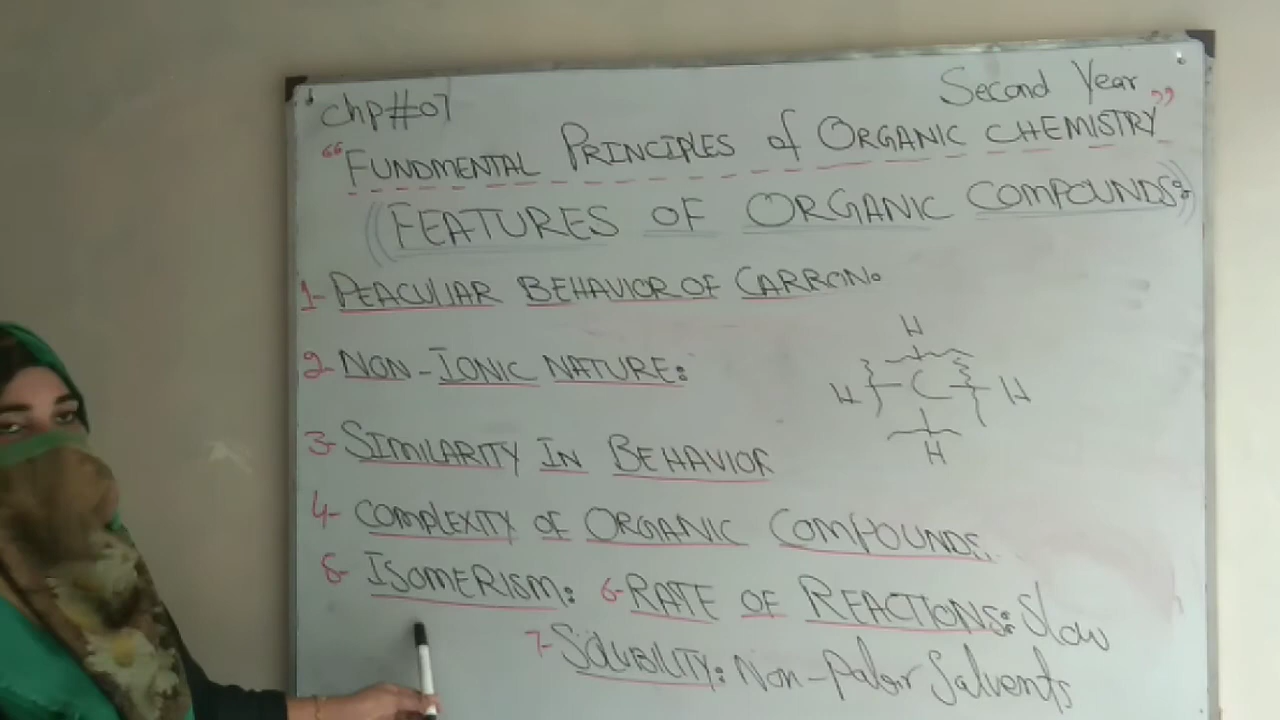 Chp#07
Second Year
"FUNDMENTAL PRINCIPLES of ORGANIC CHEMISTRY"
FEATURES OF ORGANIC COMPOUNDS:
1- PEACULIAR BEHAVIOR OF CARBON:
2- NON-IONIC NATURE:
H
H C H
H
3- SIMILARITY IN BEHAVIOR
4- COMPLEXITY OF ORGANIC COMPOUNDS.
5- ISOMERISM: 6- RATE OF REACTIONS: Slow
7- SOLUBILITY: Non-Polar Solvents